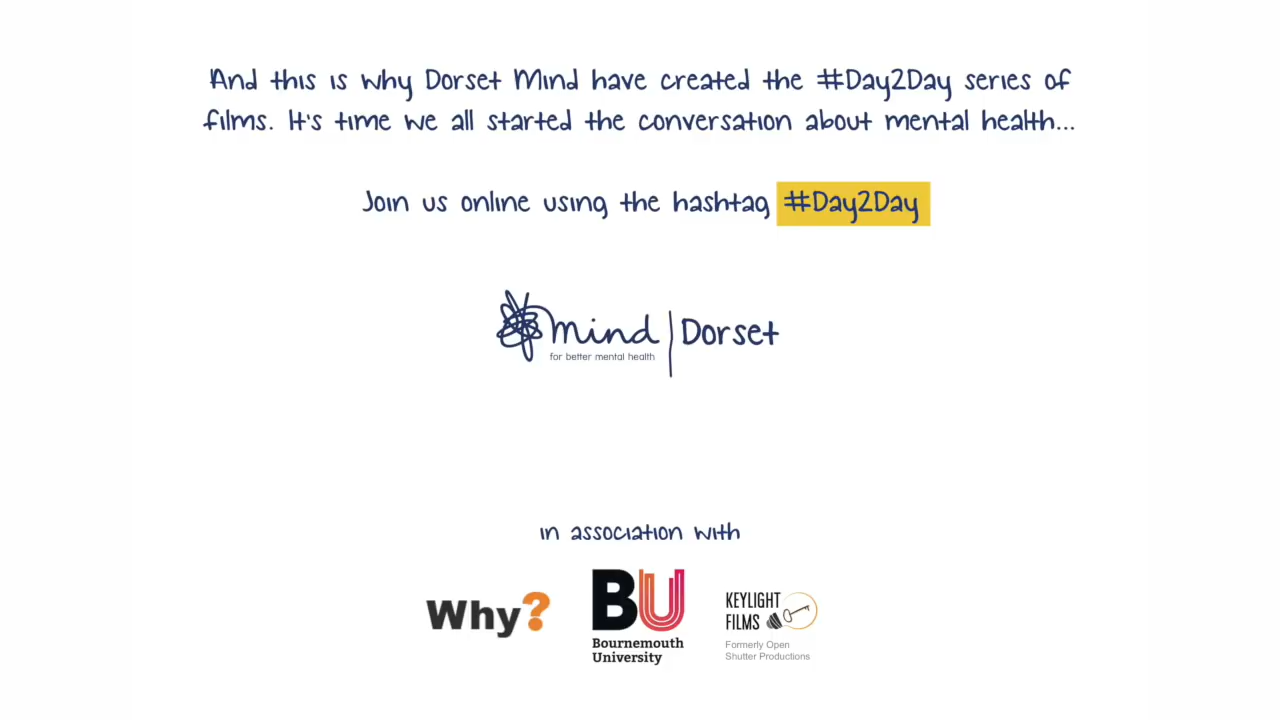 And this is why Dorset Mind have created the #Day2Day series of
films. It's time we all started the conversation about mental health...
Join us online using the hashtag #Day2Day
mind | Dorset
for better mental health
in association with
Why?
BU
Bournemouth
University
KEYLIGHT
FILMS
Formerly Open
Shutter Productions